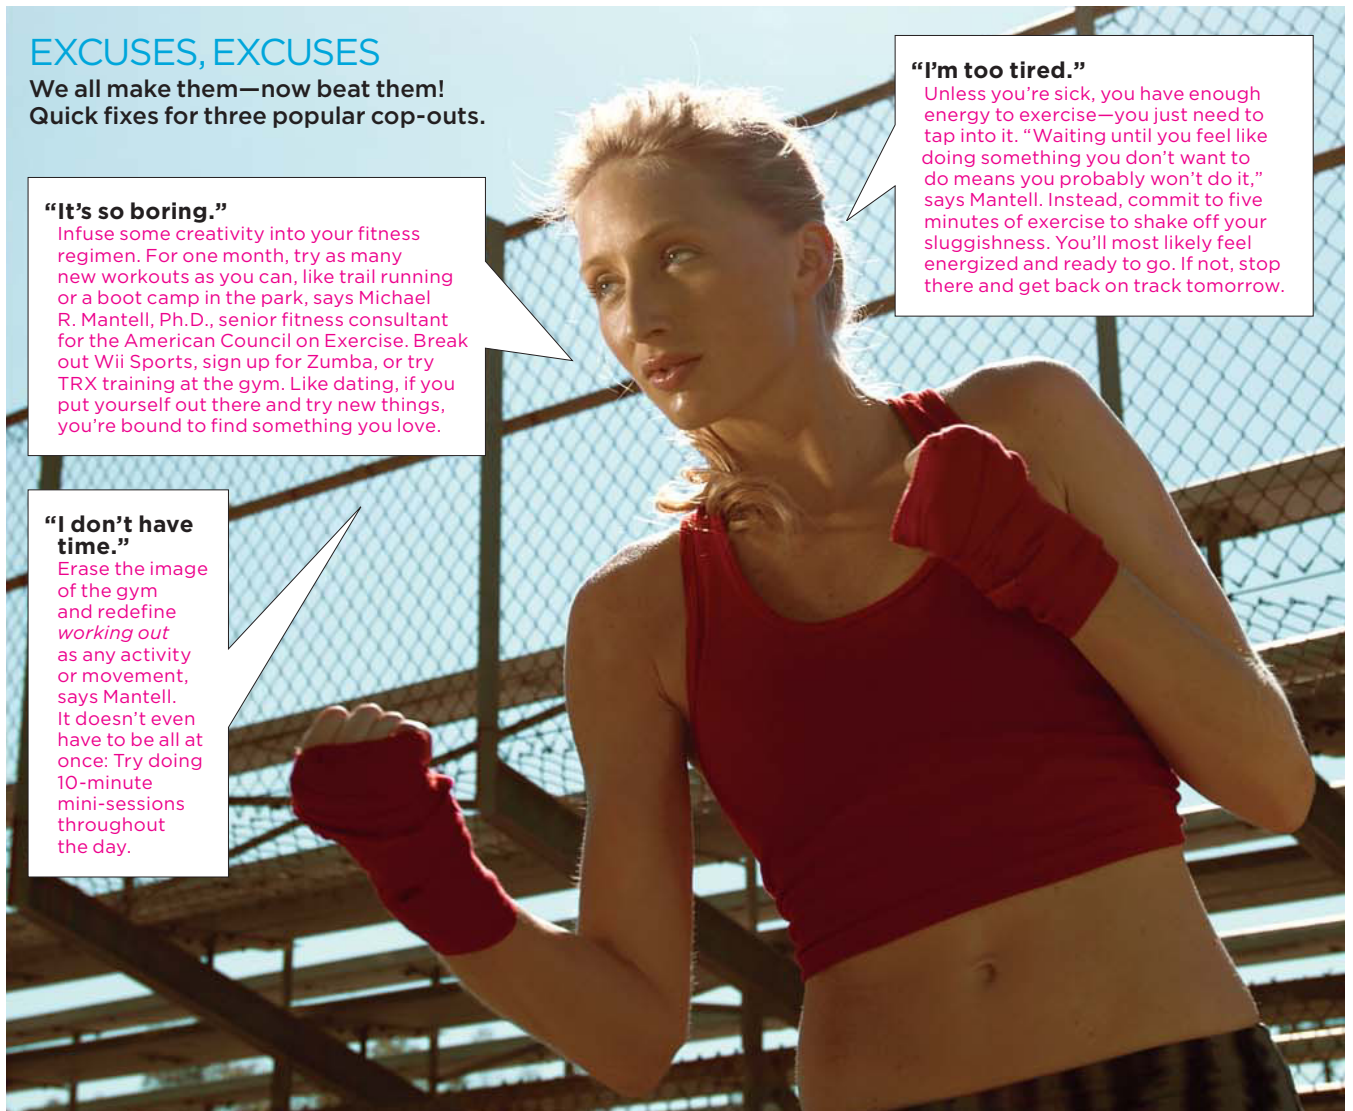 EXCUSES, EXCUSES
We all make them—now beat them!
Quick fixes for three popular cop-outs.
“It’s so boring.”
Infuse some creativity into your fitness
regimen. For one month, try as many
new workouts as you can, like trail running
or a boot camp in the park, says Michael
R. Mantell, Ph.D., senior fitness consultant
for the American Council on Exercise. Break
out Wii Sports, sign up for Zumba, or try
TRX training at the gym. Like dating, if you
put yourself out there and try new things,
you’re bound to find something you love.
“I don’t have
time.”
Erase the image
of the gym
and redefine
working out
as any activity
or movement,
says Mantell.
It doesn’t even
have to be all at
once: Try doing
10-minute
mini-sessions
throughout
the day.
“I’m too tired.”
Unless you’re sick, you have enough
energy to exercise—you just need to
tap into it. “Waiting until you feel like
doing something you don’t want to
do means you probably won’t do it,”
says Mantell. Instead, commit to five
minutes of exercise to shake off your
sluggishness. You’ll most likely feel
energized and ready to go. If not, stop
there and get back on track tomorrow.